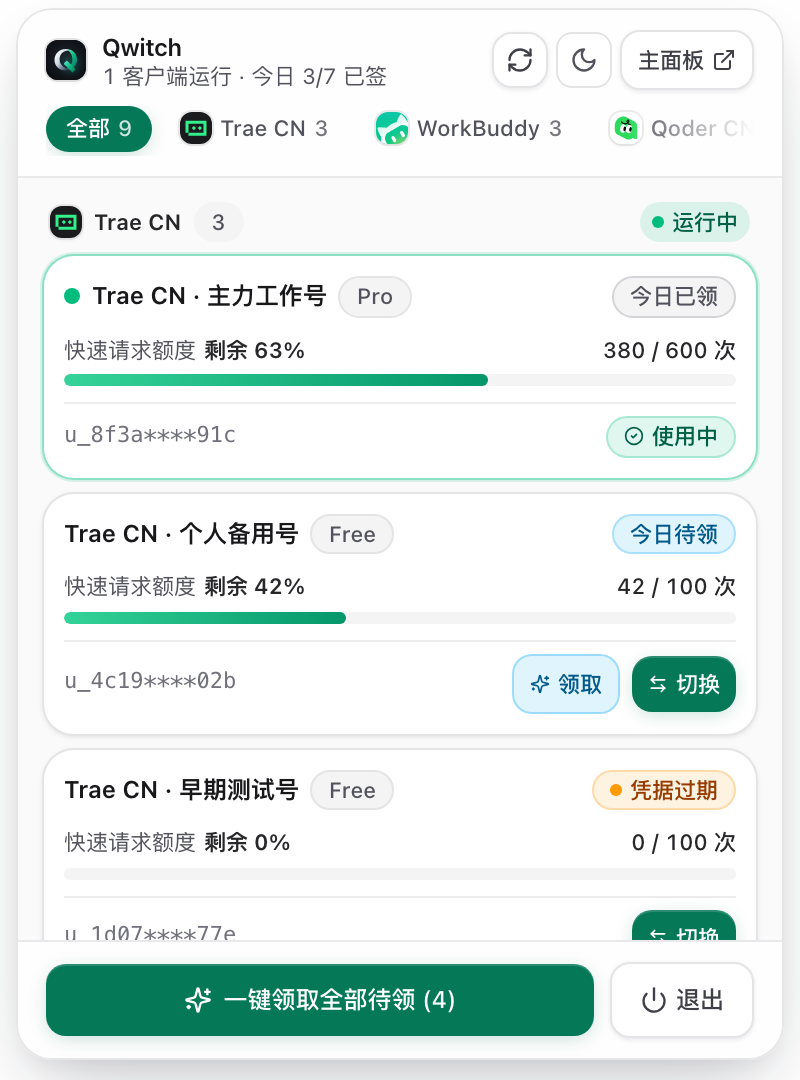 Qwitch
1 客户端运行 · 今日 3/7 已签
主面板
全部 9
Trae CN 3
WorkBuddy 3
Qoder CN
Trae CN 3
运行中
Trae CN · 主力工作号 Pro 今日已领
快速请求额度 剩余 63% 380 / 600 次
u_8f3a****91c 使用中
Trae CN · 个人备用号 Free 今日待领
快速请求额度 剩余 42% 42 / 100 次
u_4c19****02b 领取 切换
Trae CN · 早期测试号 Free 凭据过期
快速请求额度 剩余 0% 0 / 100 次
u_1d07****77e 切换
一键领取全部待领 (4) 退出